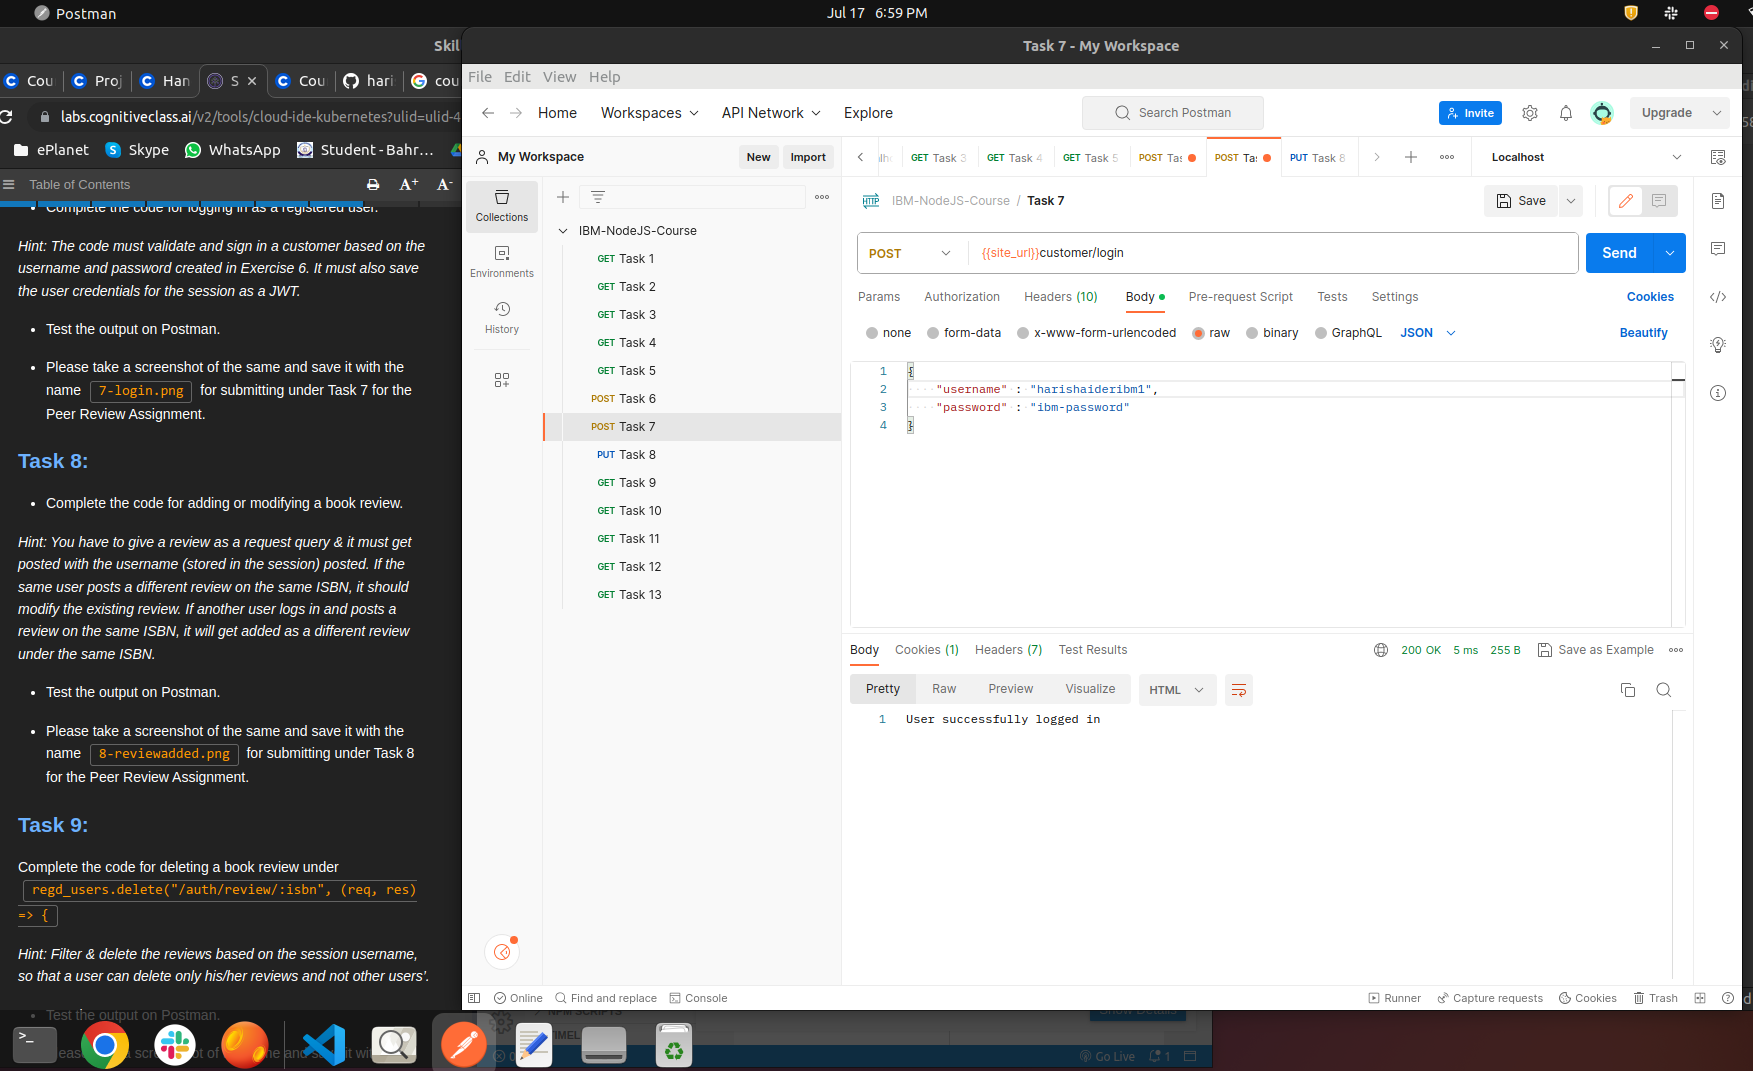 Postman
Jul 17 6:59 PM
Skil
Task 7 - My Workspace
Cou
Proj
Han
S
Cou
hari
cou
File Edit View Help
labs.cognitiveclass.ai/v2/tools/cloud-ide-kubernetes?ulid=ulid-4
Home
Workspaces
API Network
Explore
Search Postman
Invite
Upgrade
ePlanet
Skype
WhatsApp
Student - Bahr...
My Workspace
New
Import
GET Task 3
GET Task 4
GET Task 5
POST Tas
POST Tas
PUT Task 8
Localhost
Table of Contents
A+
A-
Collections
Environments
History
IBM-NodeJS-Course
GET Task 1
GET Task 2
GET Task 3
GET Task 4
GET Task 5
POST Task 6
POST Task 7
PUT Task 8
GET Task 9
GET Task 10
GET Task 11
GET Task 12
GET Task 13
HTTP
IBM-NodeJS-Course / Task 7
Save
POST
{{site_url}}customer/login
Send
Params
Authorization
Headers (10)
Body
Pre-request Script
Tests
Settings
Cookies
none
form-data
x-www-form-urlencoded
raw
binary
GraphQL
JSON
Beautify
1 {
2 "username" : "harishaideribm1",
3 "password" : "ibm-password"
4 }
Body
Cookies (1)
Headers (7)
Test Results
200 OK
5 ms
255 B
Save as Example
Pretty
Raw
Preview
Visualize
HTML
1 User successfully logged in
Online
Find and replace
Console
Runner
Capture requests
Cookies
Trash
• Complete the code for logging in as a registered user.
Hint: The code must validate and sign in a customer based on the
username and password created in Exercise 6. It must also save
the user credentials for the session as a JWT.
• Test the output on Postman.
• Please take a screenshot of the same and save it with the
name 7-login.png for submitting under Task 7 for the
Peer Review Assignment.
Task 8:
• Complete the code for adding or modifying a book review.
Hint: You have to give a review as a request query & it must get
posted with the username (stored in the session) posted. If the
same user posts a different review on the same ISBN, it should
modify the existing review. If another user logs in and posts a
review on the same ISBN, it will get added as a different review
under the same ISBN.
• Test the output on Postman.
• Please take a screenshot of the same and save it with the
name 8-reviewadded.png for submitting under Task 8
for the Peer Review Assignment.
Task 9:
Complete the code for deleting a book review under
regd_users.delete("/auth/review/:isbn", (req, res)
=> {
Hint: Filter & delete the reviews based on the session username,
so that a user can delete only his/her reviews and not other users'.
• Test the output on Postman.
NPM SCRIPTS
Show Details
Go Live
1